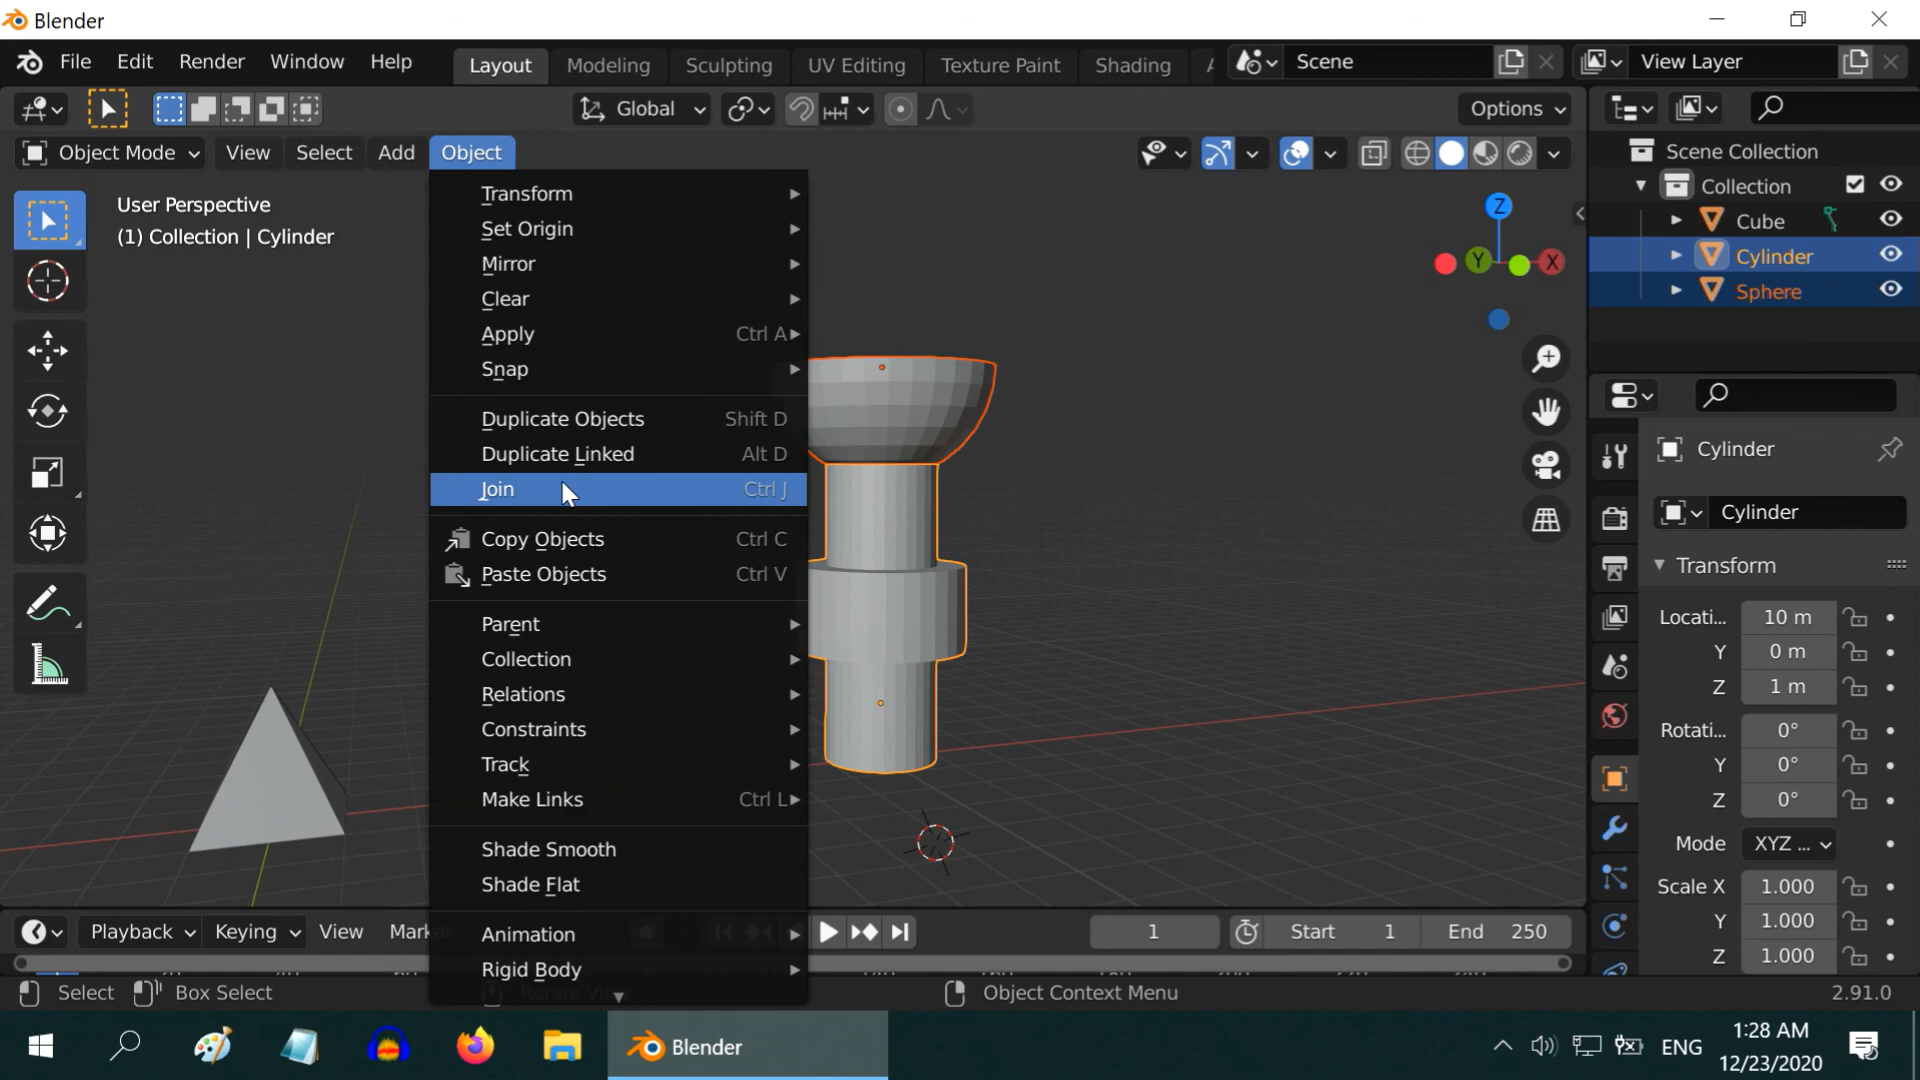 Blender
File Edit Render Window Help Layout Modeling Sculpting UV Editing Texture Paint Shading Scene View Layer
Global Options
Object Mode View Select Add Object
User Perspective
(1) Collection | Cylinder
Transform
Set Origin
Mirror
Clear
Apply Ctrl A
Snap
Duplicate Objects Shift D
Duplicate Linked Alt D
Join Ctrl J
Copy Objects Ctrl C
Paste Objects Ctrl V
Parent
Collection
Relations
Constraints
Track
Make Links Ctrl L
Shade Smooth
Shade Flat
Animation
Rigid Body
Z
Y X
Scene Collection
Collection
Cube
Cylinder
Sphere
Cylinder
Cylinder
Transform
Locati... 10 m
Y 0 m
Z 1 m
Rotati... 0°
Y 0°
Z 0°
Mode XYZ ...
Scale X 1.000
Y 1.000
Z 1.000
Playback Keying View Mark 1 Start 1 End 250
Select Box Select Object Context Menu 2.91.0
Blender ENG 1:28 AM
12/23/2020